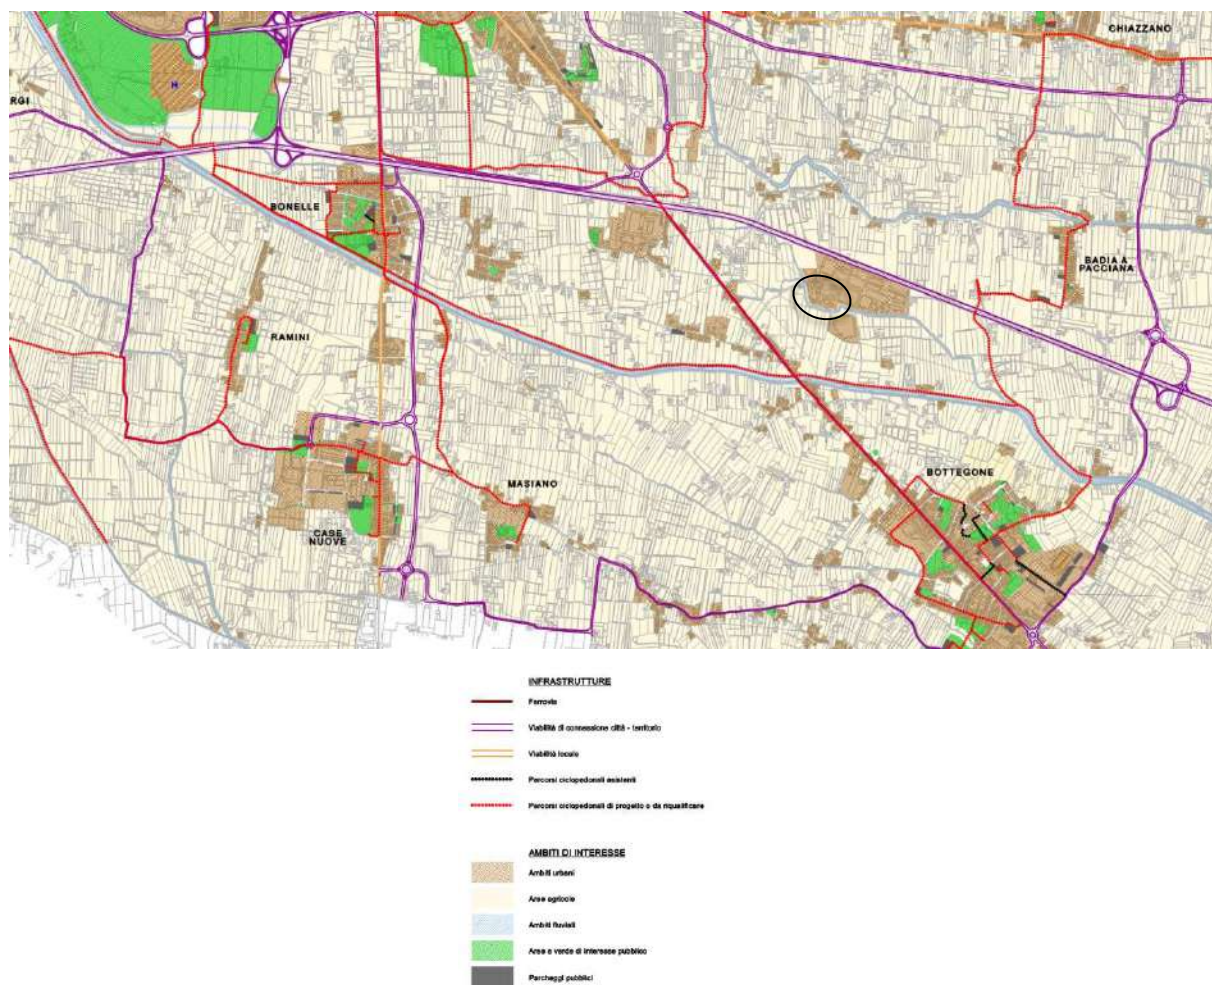 CHIAZZANO
H
RGI
BONELLE
BADIA A
PACCIANA
RAMINI
BOTTEGONE
MASIANO
CASE
NUOVE
INFRASTRUTTURE
Ferrovia
Viabilità di connessione città - territorio
Viabilità locale
Percorsi ciclopedonali esistenti
Percorsi ciclopedonali di progetto o da riqualificare
AMBITI DI INTERESSE
Ambiti urbani
Aree agricole
Ambiti fluviali
Aree a verde di interesse pubblico
Parcheggi pubblici